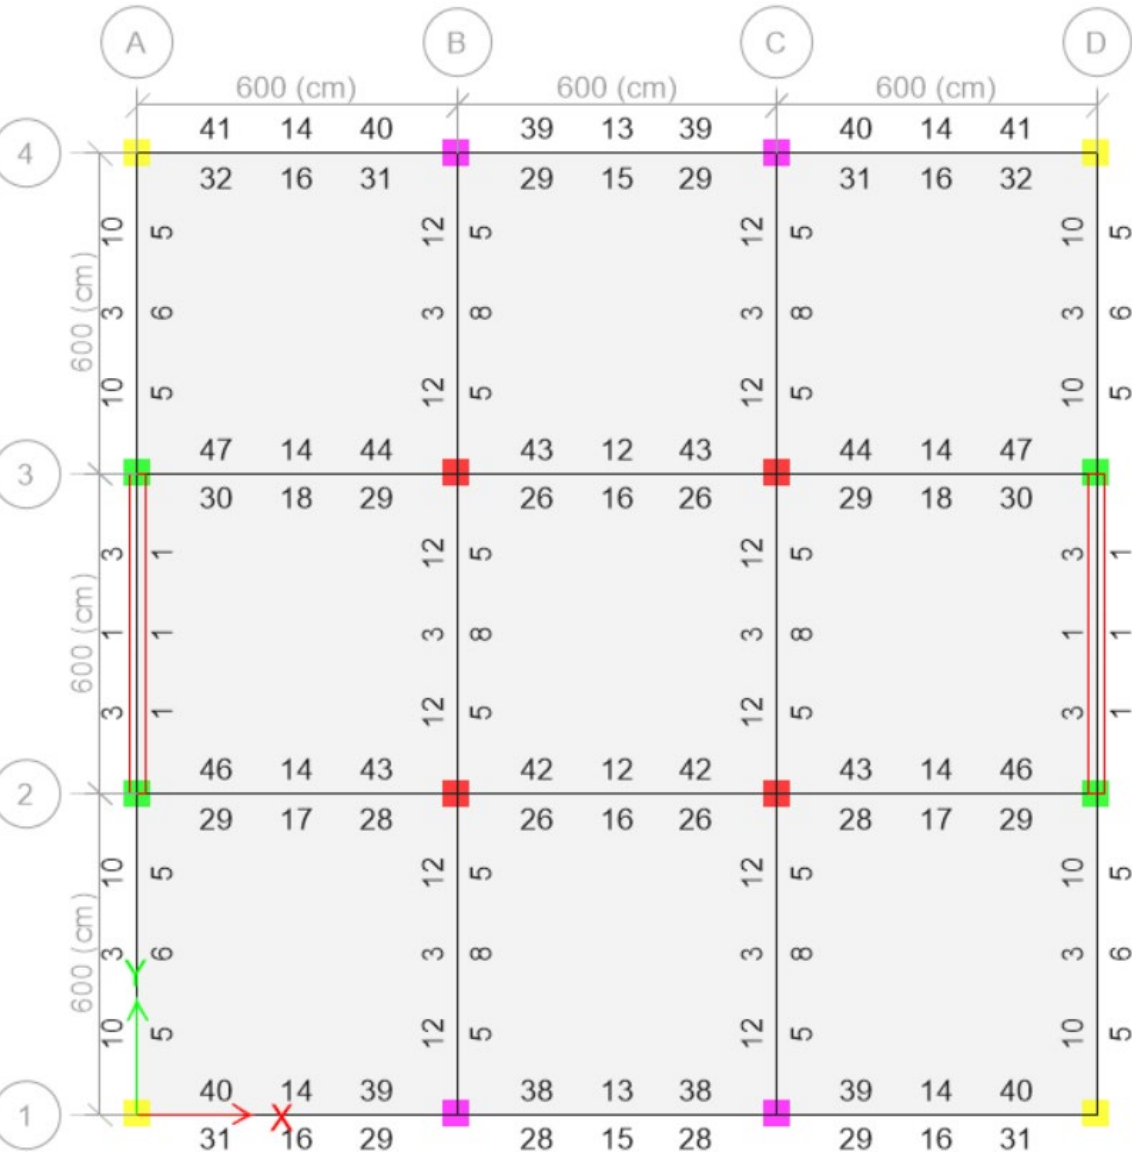 A B C D
600 (cm) 600 (cm) 600 (cm)
41 14 40 39 13 39 40 14 41
4
32 16 31 29 15 29 31 16 32
10 5 12 5 12 5 10 5
600 (cm)
3 6 3 8 3 8 3 6
10 5 12 5 12 5 10 5
47 14 44 43 12 43 44 14 47
3
30 18 29 26 16 26 29 18 30
3 1 12 5 12 5 3 1
600 (cm)
1 1 3 8 3 8 1 1
3 1 12 5 12 5 3 1
46 14 43 42 12 42 43 14 46
2
29 17 28 26 16 26 28 17 29
10 5 12 5 12 5 10 5
600 (cm)
3 6 3 8 3 8 3 6
Y
10 5 12 5 12 5 10 5
40 14 39 38 13 38 39 14 40
1
X
31 16 29 28 15 28 29 16 31